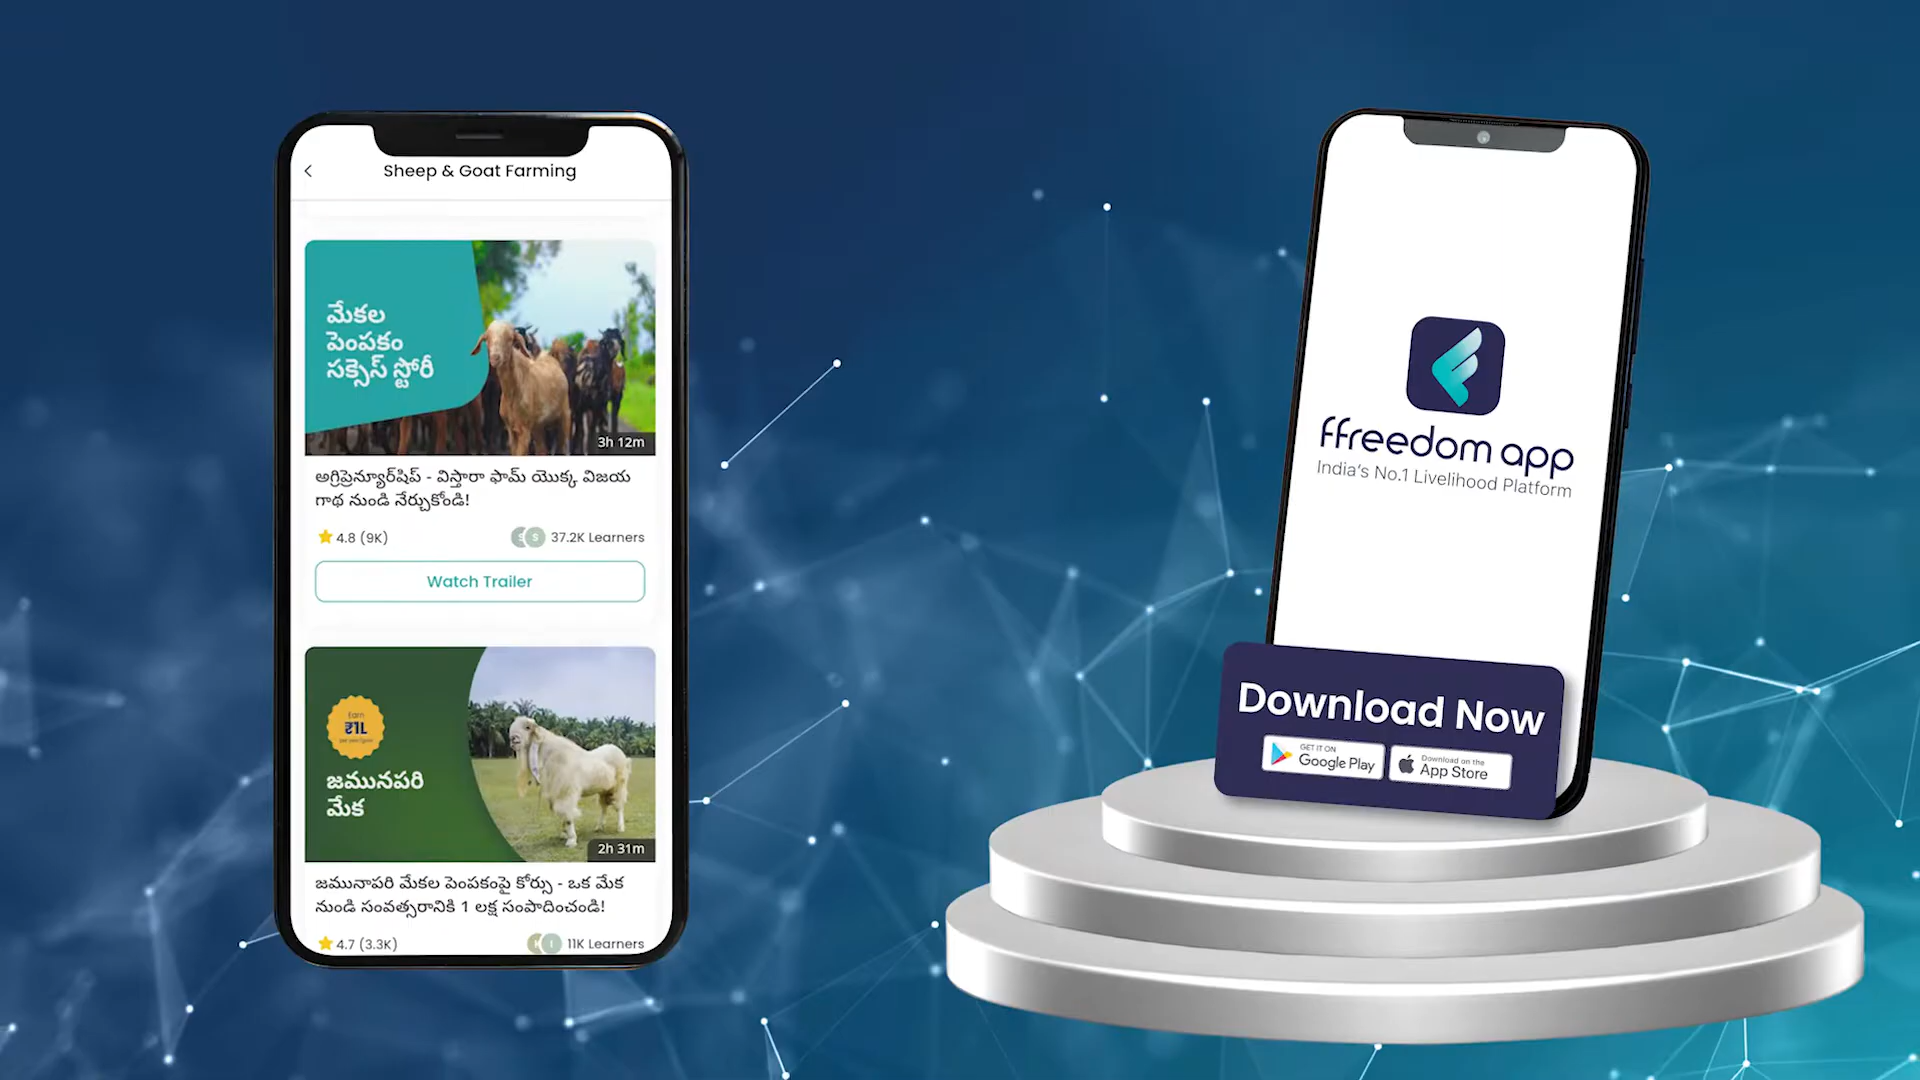 Sheep & Goat Farming
మేకల
పెంపకం
సక్సెస్ స్టోరీ
3h 12m
అగ్రిప్రెన్యూర్‌షిప్ - విస్తారా ఫామ్ యొక్క విజయ
గాథ నుండి నేర్చుకోండి!
4.8 (9K)
37.2K Learners
Watch Trailer
Earn
₹1L
జమునపరి
మేక
2h 31m
జమునాపరి మేకల పెంపకంపై కోర్సు - ఒక మేక
నుండి సంవత్సరానికి 1 లక్ష సంపాదించండి!
4.7 (3.3K)
11K Learners
ffreedom app
India's No.1 Livelihood Platform
Download Now
GET IT ON
Google Play
Download on the
App Store